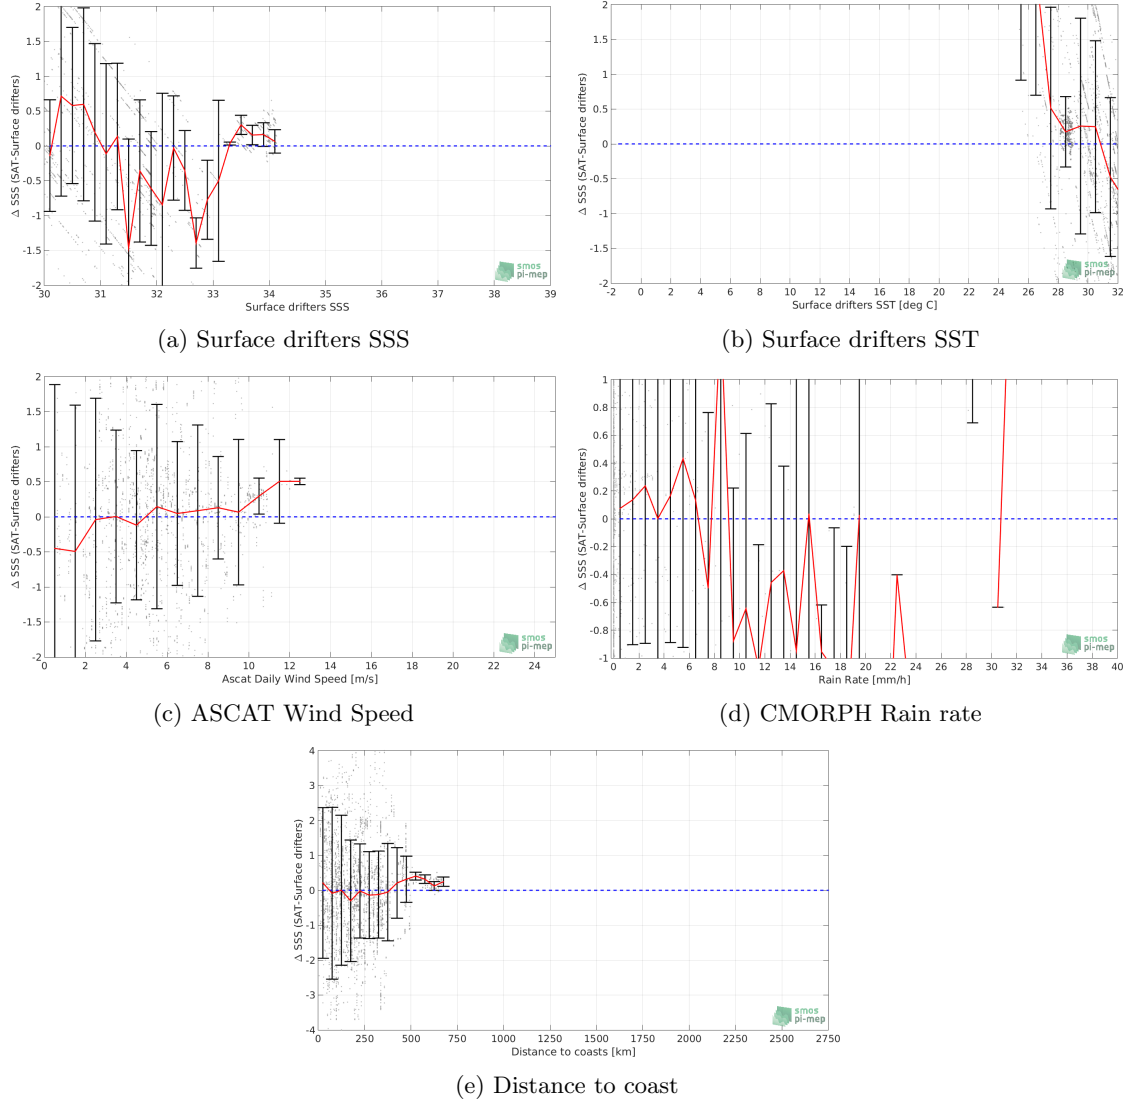 2
1.5
1
0.5
0
-0.5
-1
-1.5
-2
Δ SSS (SAT-Surface drifters)
30 31 32 33 34 35 36 37 38 39
Surface drifters SSS
smos
pi-mep
(a) Surface drifters SSS
2
1.5
1
0.5
0
-0.5
-1
-1.5
-2
Δ SSS (SAT-Surface drifters)
-2 0 2 4 6 8 10 12 14 16 18 20 22 24 26 28 30 32
Surface drifters SST [deg C]
smos
pi-mep
(b) Surface drifters SST
2
1.5
1
0.5
0
-0.5
-1
-1.5
-2
Δ SSS (SAT-Surface drifters)
0 2 4 6 8 10 12 14 16 18 20 22 24
Ascat Daily Wind Speed [m/s]
smos
pi-mep
(c) ASCAT Wind Speed
1
0.8
0.6
0.4
0.2
0
-0.2
-0.4
-0.6
-0.8
-1
Δ SSS (SAT-Surface drifters)
0 2 4 6 8 10 12 14 16 18 20 22 24 26 28 30 32 34 36 38 40
Rain Rate [mm/h]
smos
pi-mep
(d) CMORPH Rain rate
4
3
2
1
0
-1
-2
-3
-4
Δ SSS (SAT-Surface drifters)
0 250 500 750 1000 1250 1500 1750 2000 2250 2500 2750
Distance to coasts [km]
smos
pi-mep
(e) Distance to coast